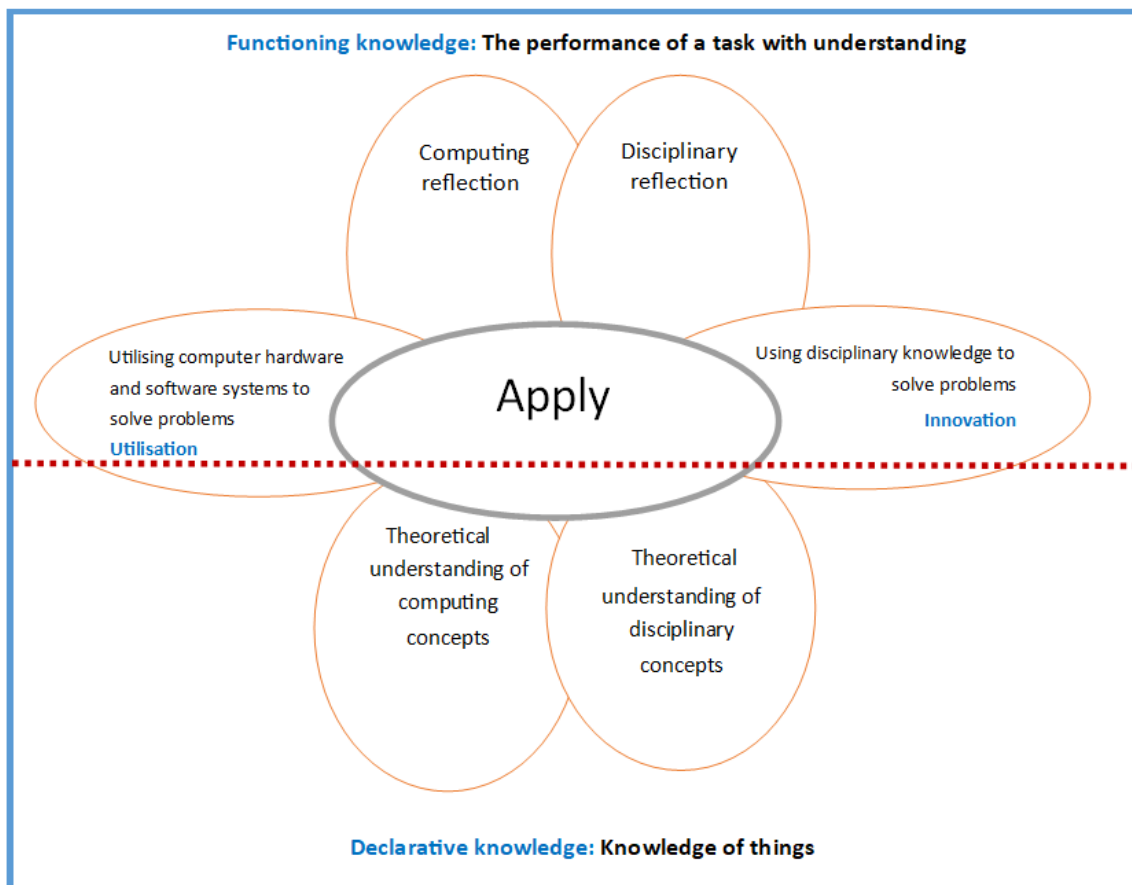 Functioning knowledge: The performance of a task with understanding
Computing
reflection
Disciplinary
reflection
Utilising computer hardware
and software systems to
solve problems
Utilisation
Apply
Using disciplinary knowledge to
solve problems
Innovation
Theoretical
understanding of
computing
concepts
Theoretical
understanding of
disciplinary
concepts
Declarative knowledge: Knowledge of things